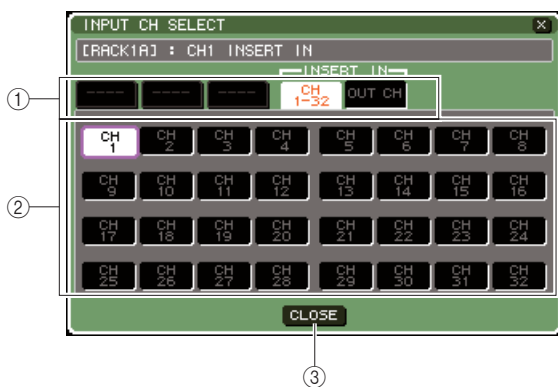 INPUT CH SELECT
[RACK1A] : CH1 INSERT IN
INSERT IN
① ---- ---- ---- CH 1-32 OUT CH
② CH 1 CH 2 CH 3 CH 4 CH 5 CH 6 CH 7 CH 8
CH 9 CH 10 CH 11 CH 12 CH 13 CH 14 CH 15 CH 16
CH 17 CH 18 CH 19 CH 20 CH 21 CH 22 CH 23 CH 24
CH 25 CH 26 CH 27 CH 28 CH 29 CH 30 CH 31 CH 32
CLOSE
③